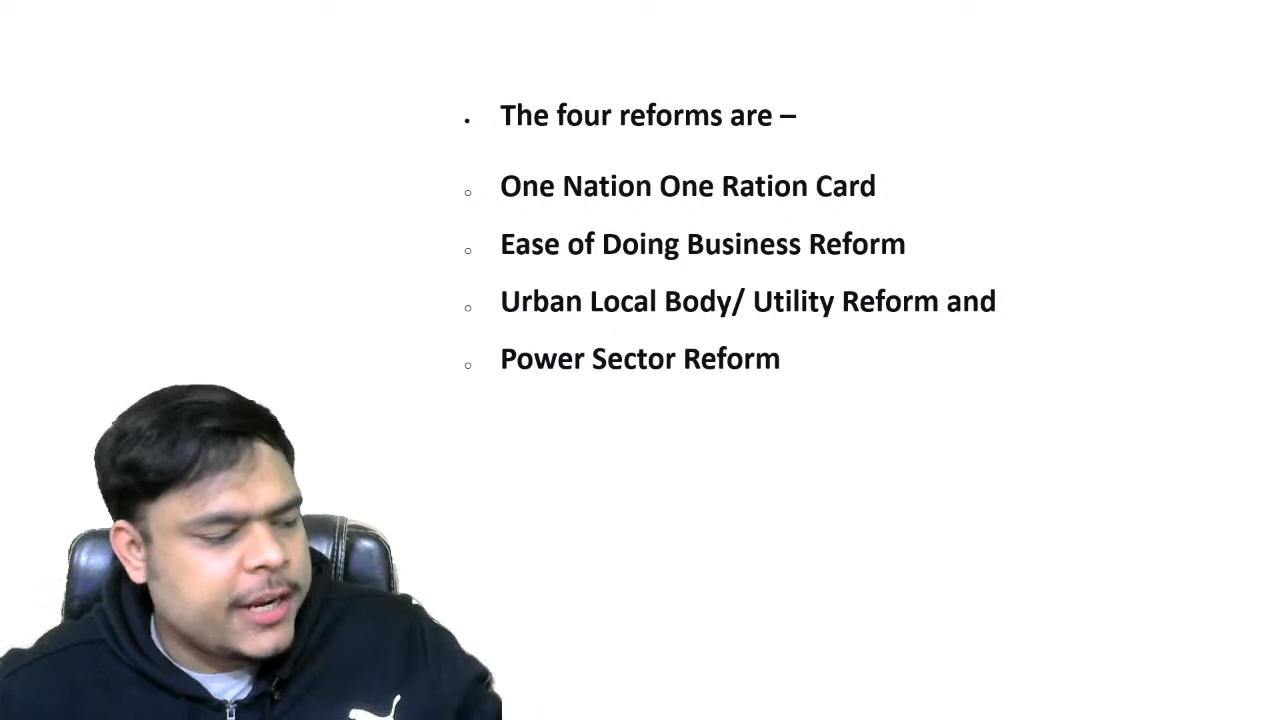 The four reforms are –
One Nation One Ration Card
Ease of Doing Business Reform
Urban Local Body/ Utility Reform and
Power Sector Reform